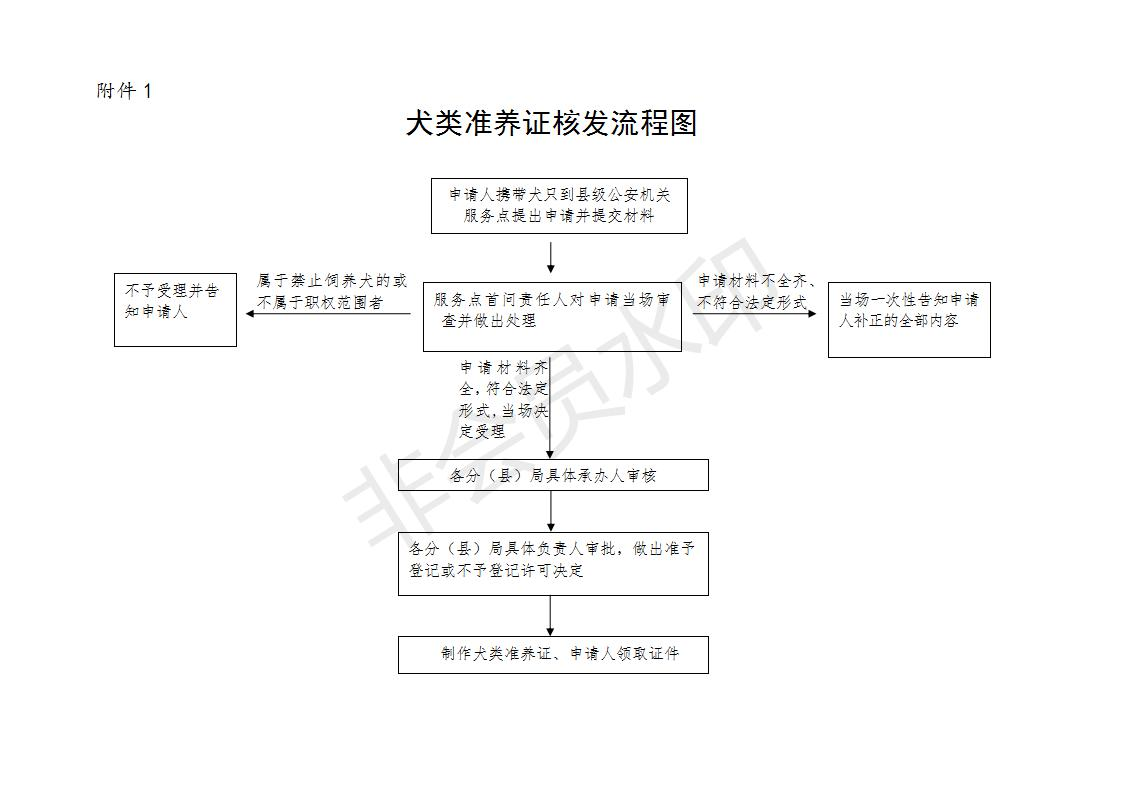 附件 1
犬类准养证核发流程图
申请人携带犬只到县级公安机关
服务点提出申请并提交材料
属于禁止饲养犬的或
不属于职权范围者
申请材料不全齐、
不符合法定形式
不予受理并告
知申请人
服务点首问责任人对申请当场审
查并做出处理
当场一次性告知申请
人补正的全部内容
申请材料齐
全，符合法定
形式，当场决
定受理
各分（县）局具体承办人审核
各分（县）局具体负责人审批，做出准予
登记或不予登记许可决定
制作犬类准养证、申请人领取证件
非会员水印